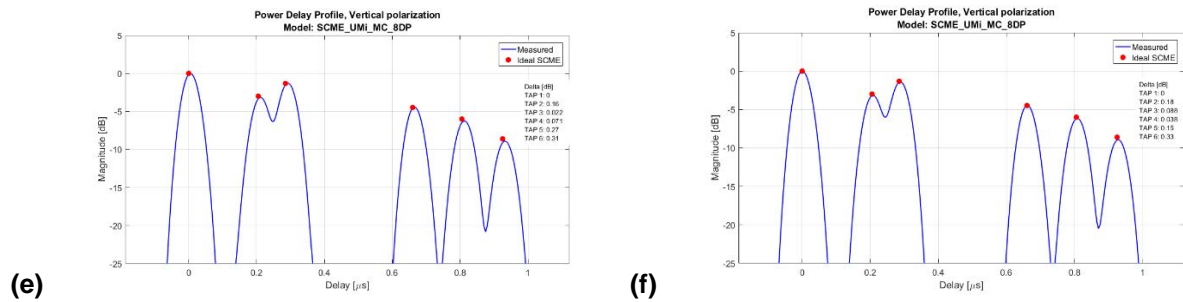 Power Delay Profile, Vertical polarization
Model: SCME_UMi_MC_8DP
5
0
-5
-10
-15
-20
-25
Magnitude [dB]
Measured
Ideal SCME
Delta [dB]
TAP 1: 0
TAP 2: 0.16
TAP 3: 0.022
TAP 4: 0.071
TAP 5: 0.27
TAP 6: 0.31
0
0.2
0.4
0.6
0.8
1
Delay [μs]
(e)
Power Delay Profile, Vertical polarization
Model: SCME_UMi_MC_8DP
5
0
-5
-10
-15
-20
-25
Magnitude [dB]
Measured
Ideal SCME
Delta [dB]
TAP 1: 0
TAP 2: 0.18
TAP 3: 0.088
TAP 4: 0.038
TAP 5: 0.15
TAP 6: 0.33
0
0.2
0.4
0.6
0.8
1
Delay [μs]
(f)